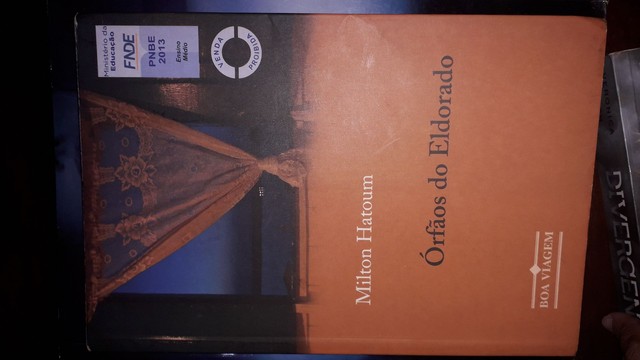 Ministério da
Educação
FNDE
PNBE
2013
Ensino
Médio
VENDA
PROIBIDA
Milton Hatoum
Órfãos do Eldorado
BOA VIAGEM
DIVERGEN